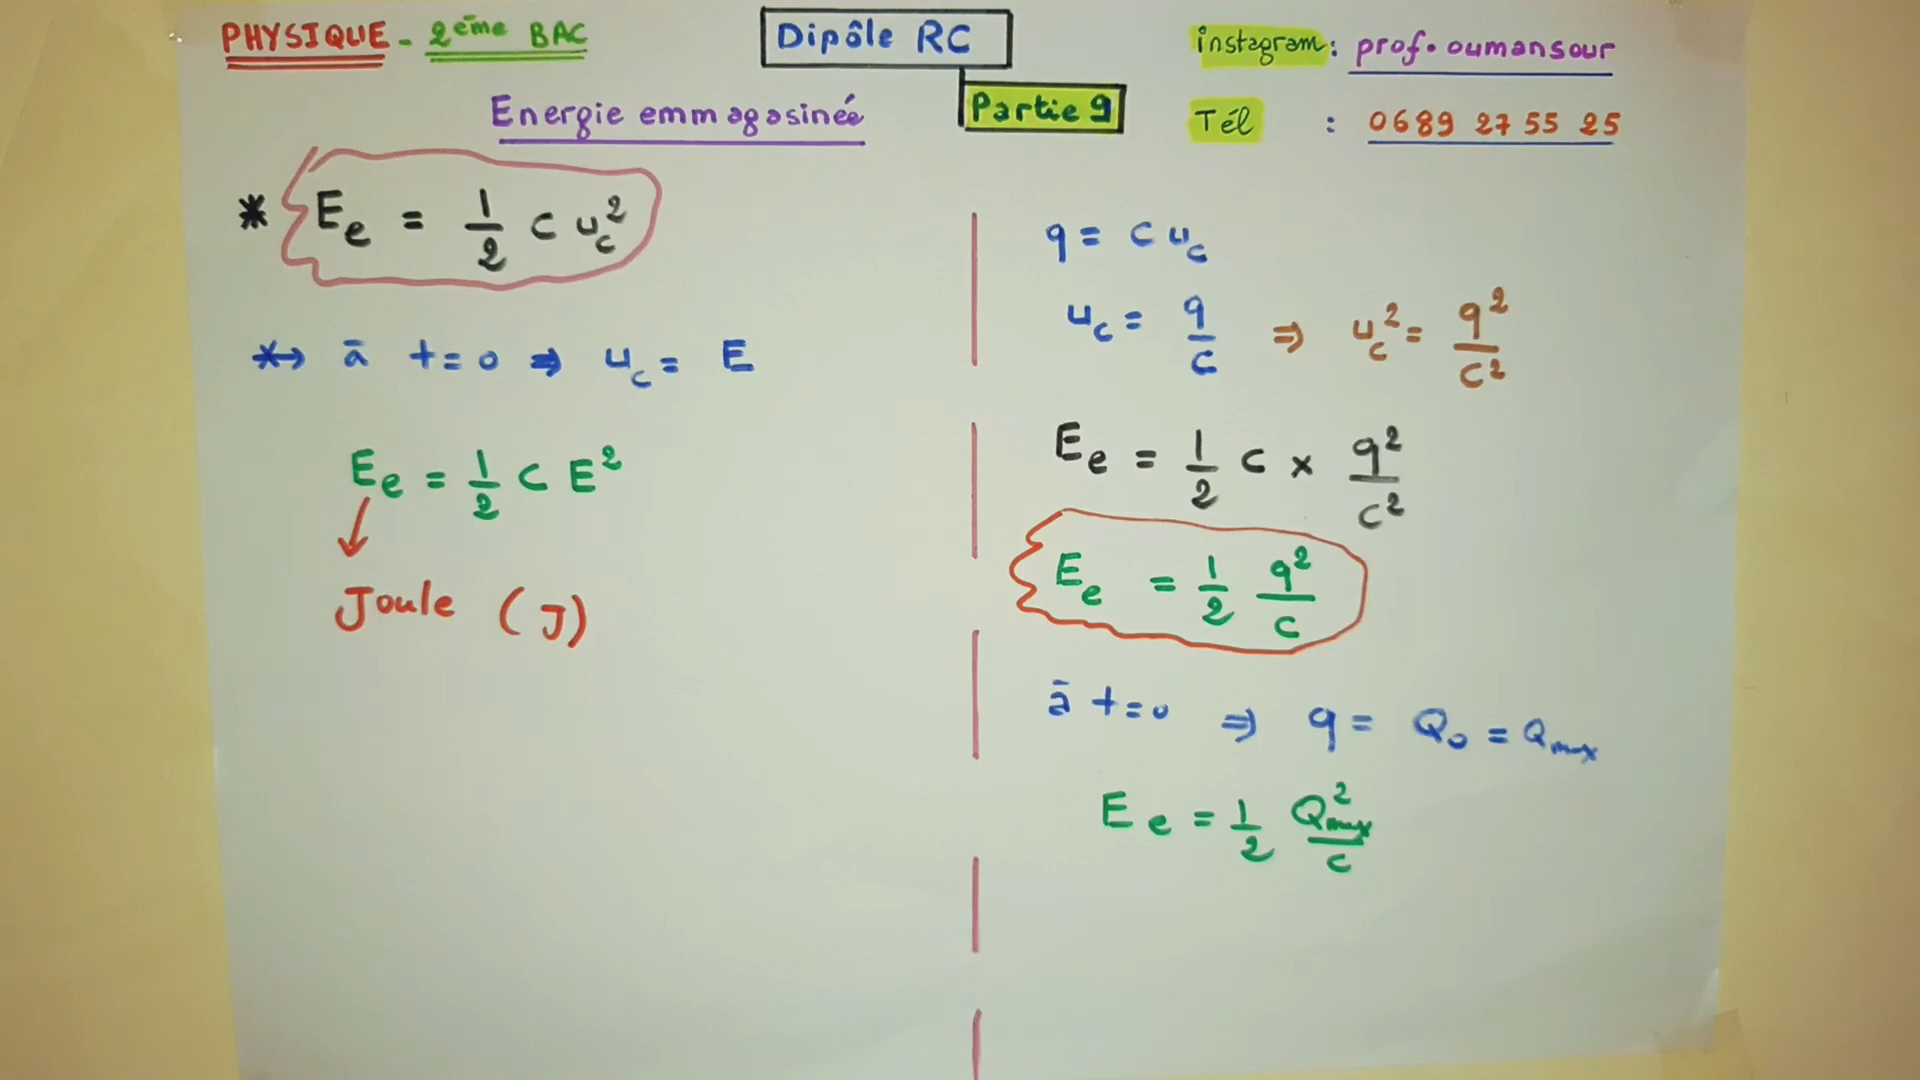 PHYSIQUE - 2ème BAC
Dipôle RC
Partie 9
instagram : prof.oumansour
Tél : 0689 27 55 25
Energie emmagasinéé
* Ee = 1/2 C uc²
*→ à t=0 ⇒ uc = E
Ee = 1/2 C E²
Joule (J)
q = C uc
uc = q/C ⇒ uc² = q²/C²
Ee = 1/2 C × q²/C²
Ee = 1/2 q²/C
à t=0 ⇒ q = Q0 = Qmax
Ee = 1/2 Qmax²/C